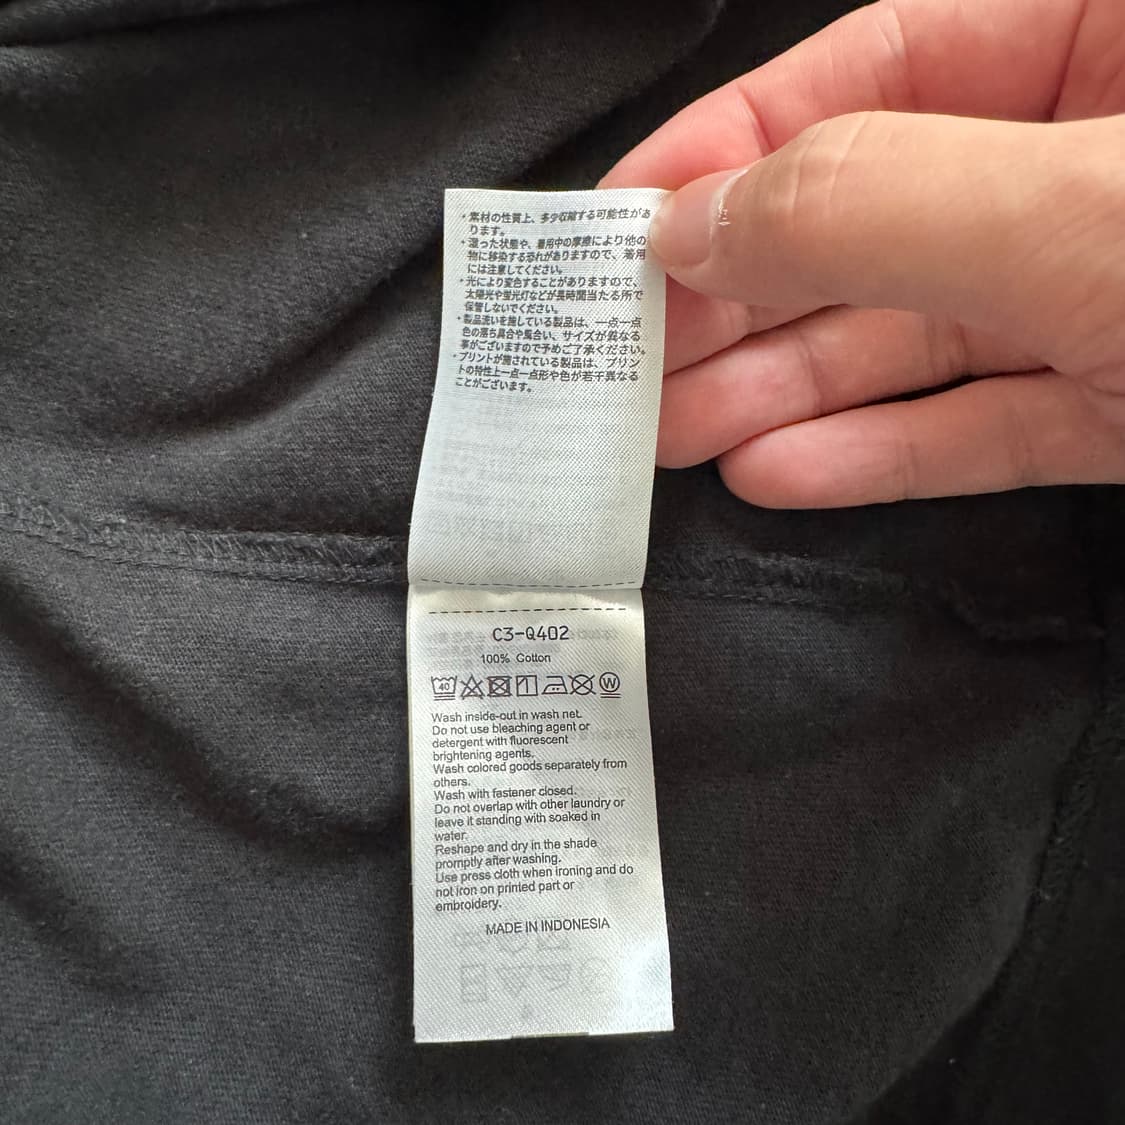 ・素材の性質上、多少収縮する可能性があ
ります。
・湿った状態や、着用中の摩擦により他の
物に移染する恐れがありますので、着用
には注意してください。
・光により変色することがありますので、
太陽光や蛍光灯などが長時間当たる所で
保管しないでください。
・製品洗いを施している製品は、一点一点
色の落ち具合や風合い、サイズが異なる
事がございますので予めご了承ください。
・プリントが施されている製品は、プリン
トの特性上一点一点形や色が若干異なる
ことがございます。
C3-Q402
100% Cotton
40 W
Wash inside-out in wash net.
Do not use bleaching agent or
detergent with fluorescent
brightening agents.
Wash colored goods separately from
others.
Wash with fastener closed.
Do not overlap with other laundry or
leave it standing with soaked in
water.
Reshape and dry in the shade
promptly after washing.
Use press cloth when ironing and do
not iron on printed part or
embroidery.
MADE IN INDONESIA